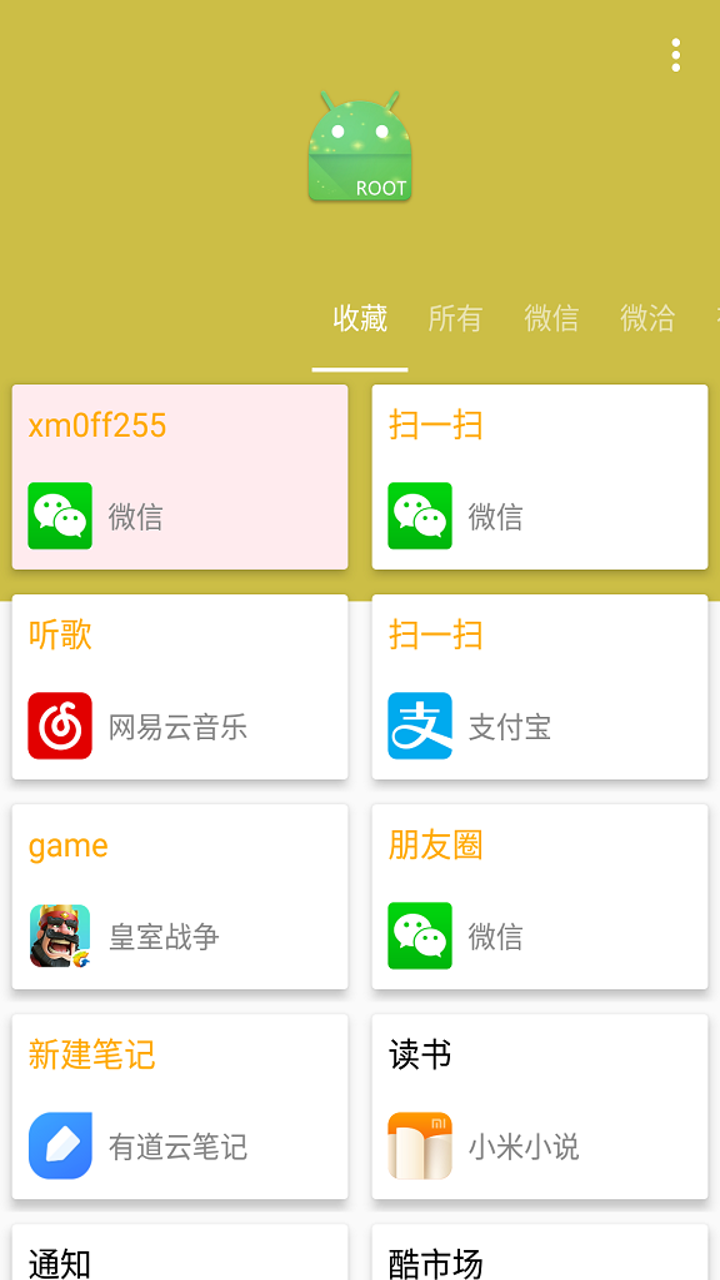 ROOT
收藏 所有 微信 微洽
xm0ff255
微信
扫一扫
微信
听歌
网易云音乐
扫一扫
支付宝
game
皇室战争
朋友圈
微信
新建笔记
有道云笔记
读书
MI
小米小说
通知
酷市场